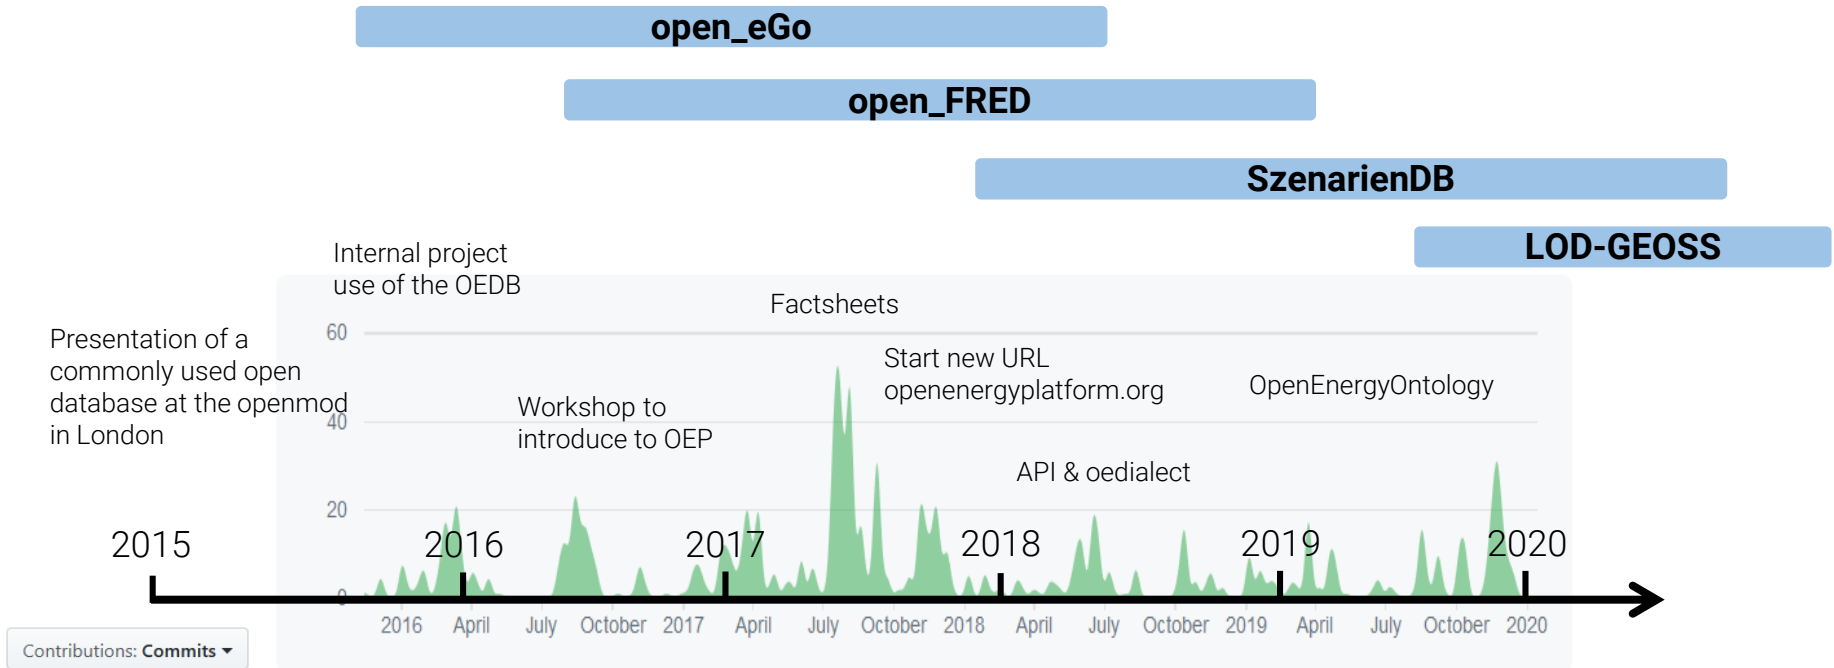 open_eGo
open_FRED
SzenarienDB
LOD-GEOSS
Internal project
use of the OEDB
Factsheets
Presentation of a
commonly used open
database at the openmod
in London
Start new URL
openenergyplatform.org
OpenEnergyOntology
Workshop to
introduce to OEP
API & oedialect
60
40
20
0
2015 2016 2017 2018 2019 2020
2016 April July October 2017 April July October 2018 April July October 2019 April July October 2020
Contributions: Commits